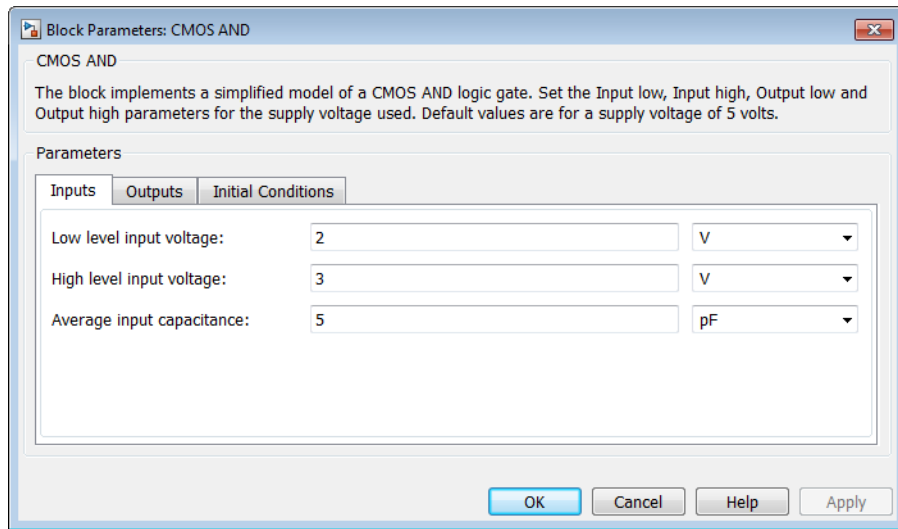 Block Parameters: CMOS AND
CMOS AND
The block implements a simplified model of a CMOS AND logic gate. Set the Input low, Input high, Output low and
Output high parameters for the supply voltage used. Default values are for a supply voltage of 5 volts.
Parameters
Inputs Outputs Initial Conditions
Low level input voltage: 2 V
High level input voltage: 3 V
Average input capacitance: 5 pF
OK Cancel Help Apply